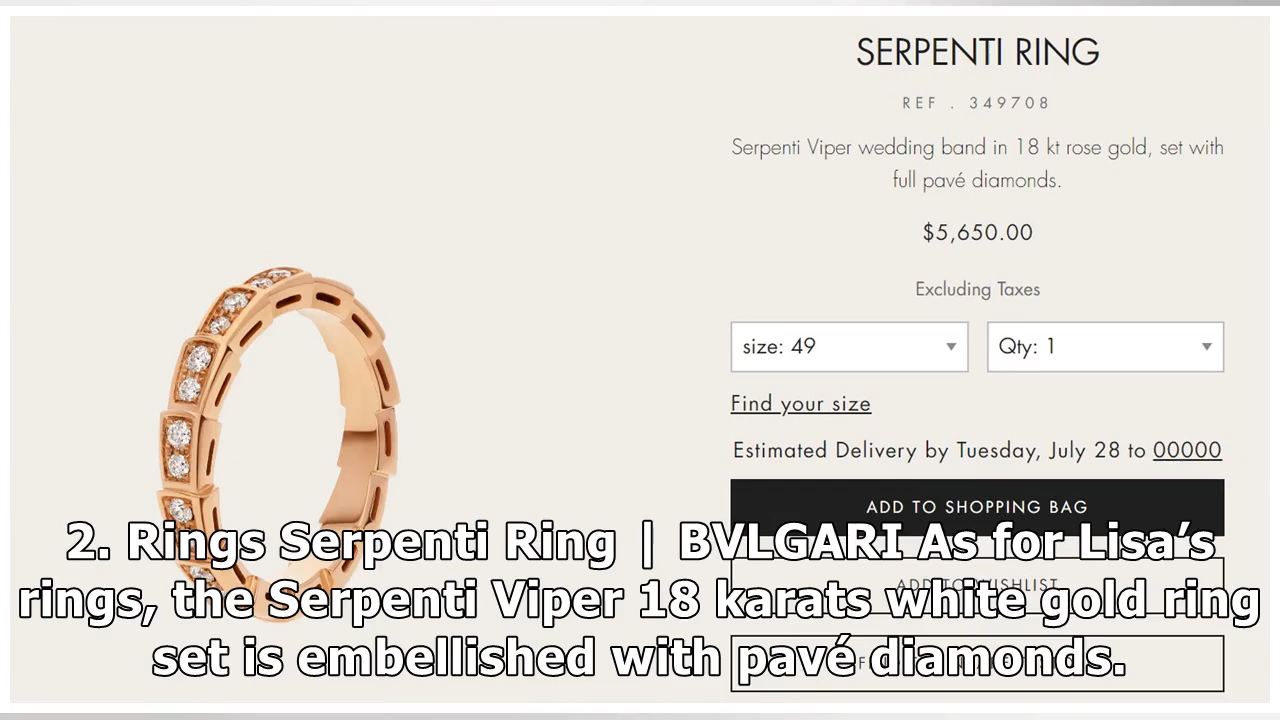 SERPENTI RING
REF . 349708
Serpenti Viper wedding band in 18 kt rose gold, set with
full pavé diamonds.
$5,650.00
Excluding Taxes
size: 49
Qty: 1
Find your size
Estimated Delivery by Tuesday, July 28 to 00000
ADD TO SHOPPING BAG
ADD TO WISHLIST
2. Rings Serpenti Ring | BVLGARI As for Lisa’s
rings, the Serpenti Viper 18 karats white gold ring
set is embellished with pavé diamonds.